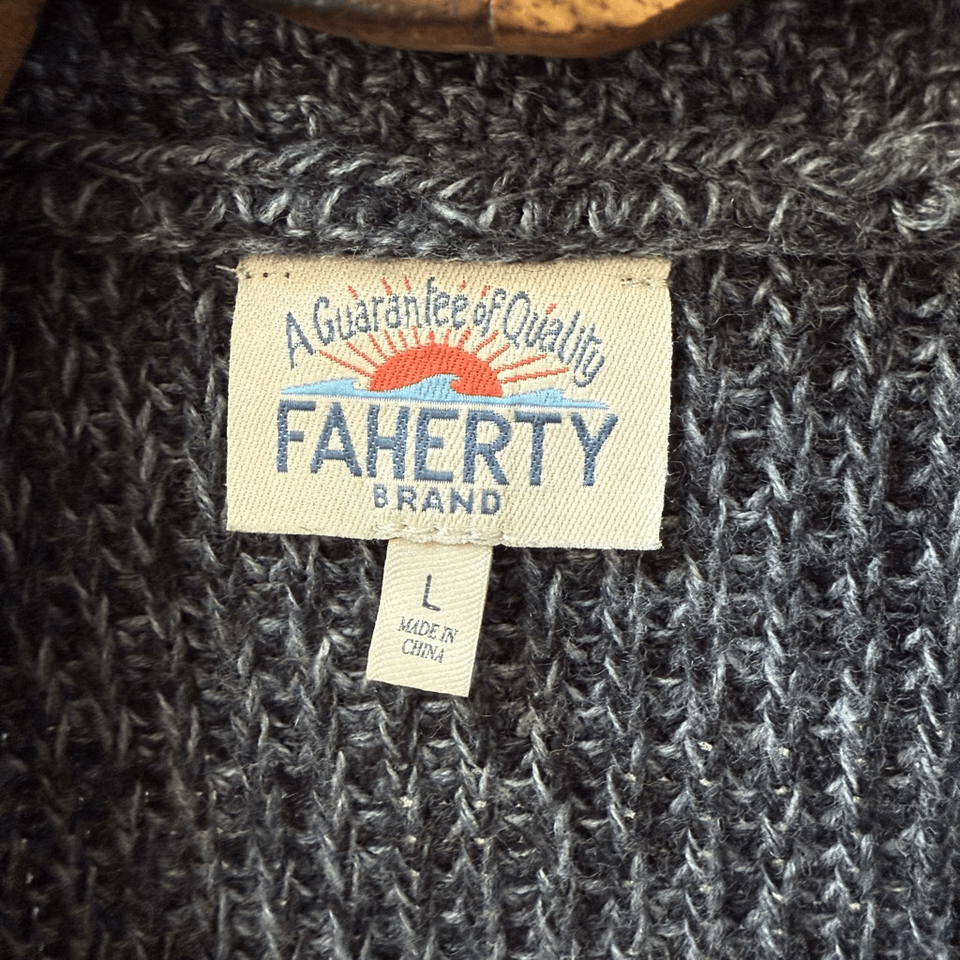 A Guarantee of Quality
FAHERTY
BRAND
L
MADE IN
CHINA